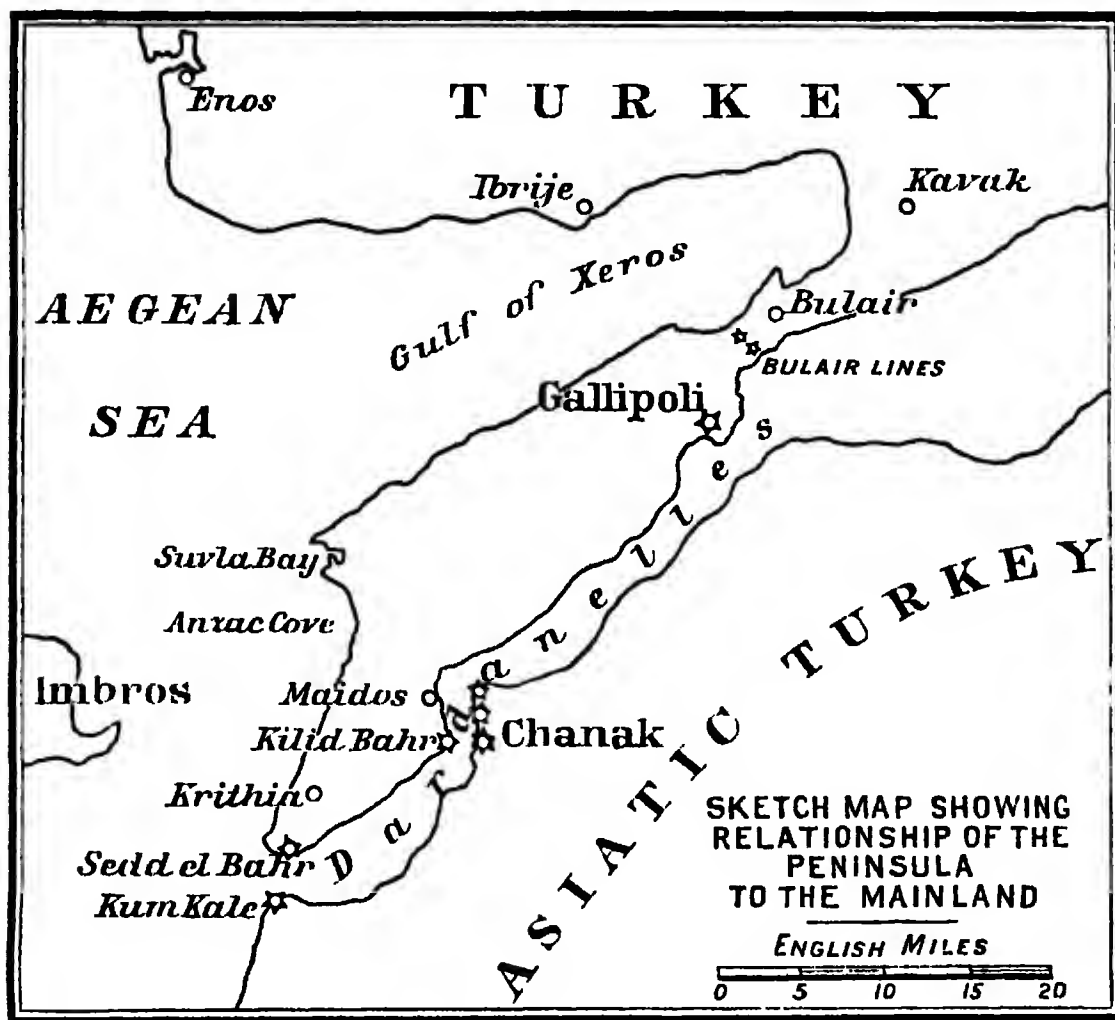 Enos
TURKEY
Ibrije
Kavak
Gulf of Xeros
AEGEAN
SEA
Bulair
BULAIR LINES
Gallipoli
Dardanelles
Suvla Bay
Anzac Cove
Imbros
Maidos
Kilid Bahr
Chanak
Krithia
Sedd el Bahr
Kum Kale
ASIATIC TURKEY
SKETCH MAP SHOWING
RELATIONSHIP OF THE
PENINSULA
TO THE MAINLAND
ENGLISH MILES
0 5 10 15 20